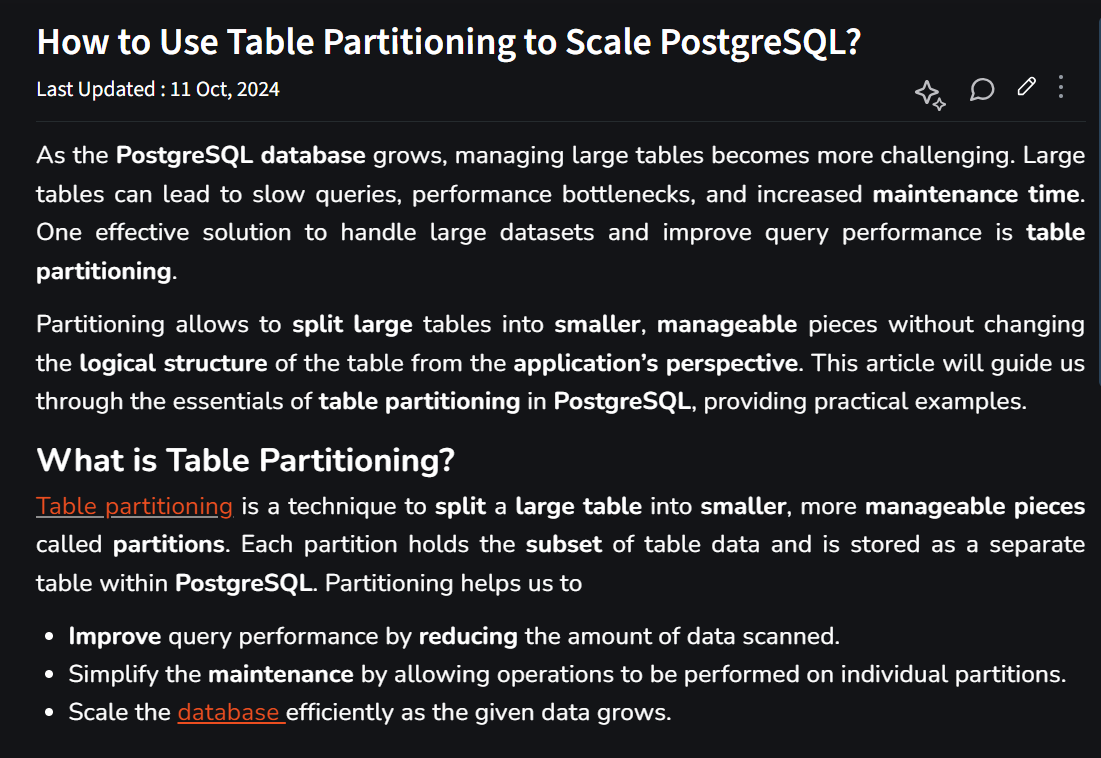 How to Use Table Partitioning to Scale PostgreSQL?
Last Updated : 11 Oct, 2024
As the PostgreSQL database grows, managing large tables becomes more challenging. Large
tables can lead to slow queries, performance bottlenecks, and increased maintenance time.
One effective solution to handle large datasets and improve query performance is table
partitioning.
Partitioning allows to split large tables into smaller, manageable pieces without changing
the logical structure of the table from the application’s perspective. This article will guide us
through the essentials of table partitioning in PostgreSQL, providing practical examples.
What is Table Partitioning?
Table partitioning is a technique to split a large table into smaller, more manageable pieces
called partitions. Each partition holds the subset of table data and is stored as a separate
table within PostgreSQL. Partitioning helps us to
• Improve query performance by reducing the amount of data scanned.
• Simplify the maintenance by allowing operations to be performed on individual partitions.
• Scale the database efficiently as the given data grows.